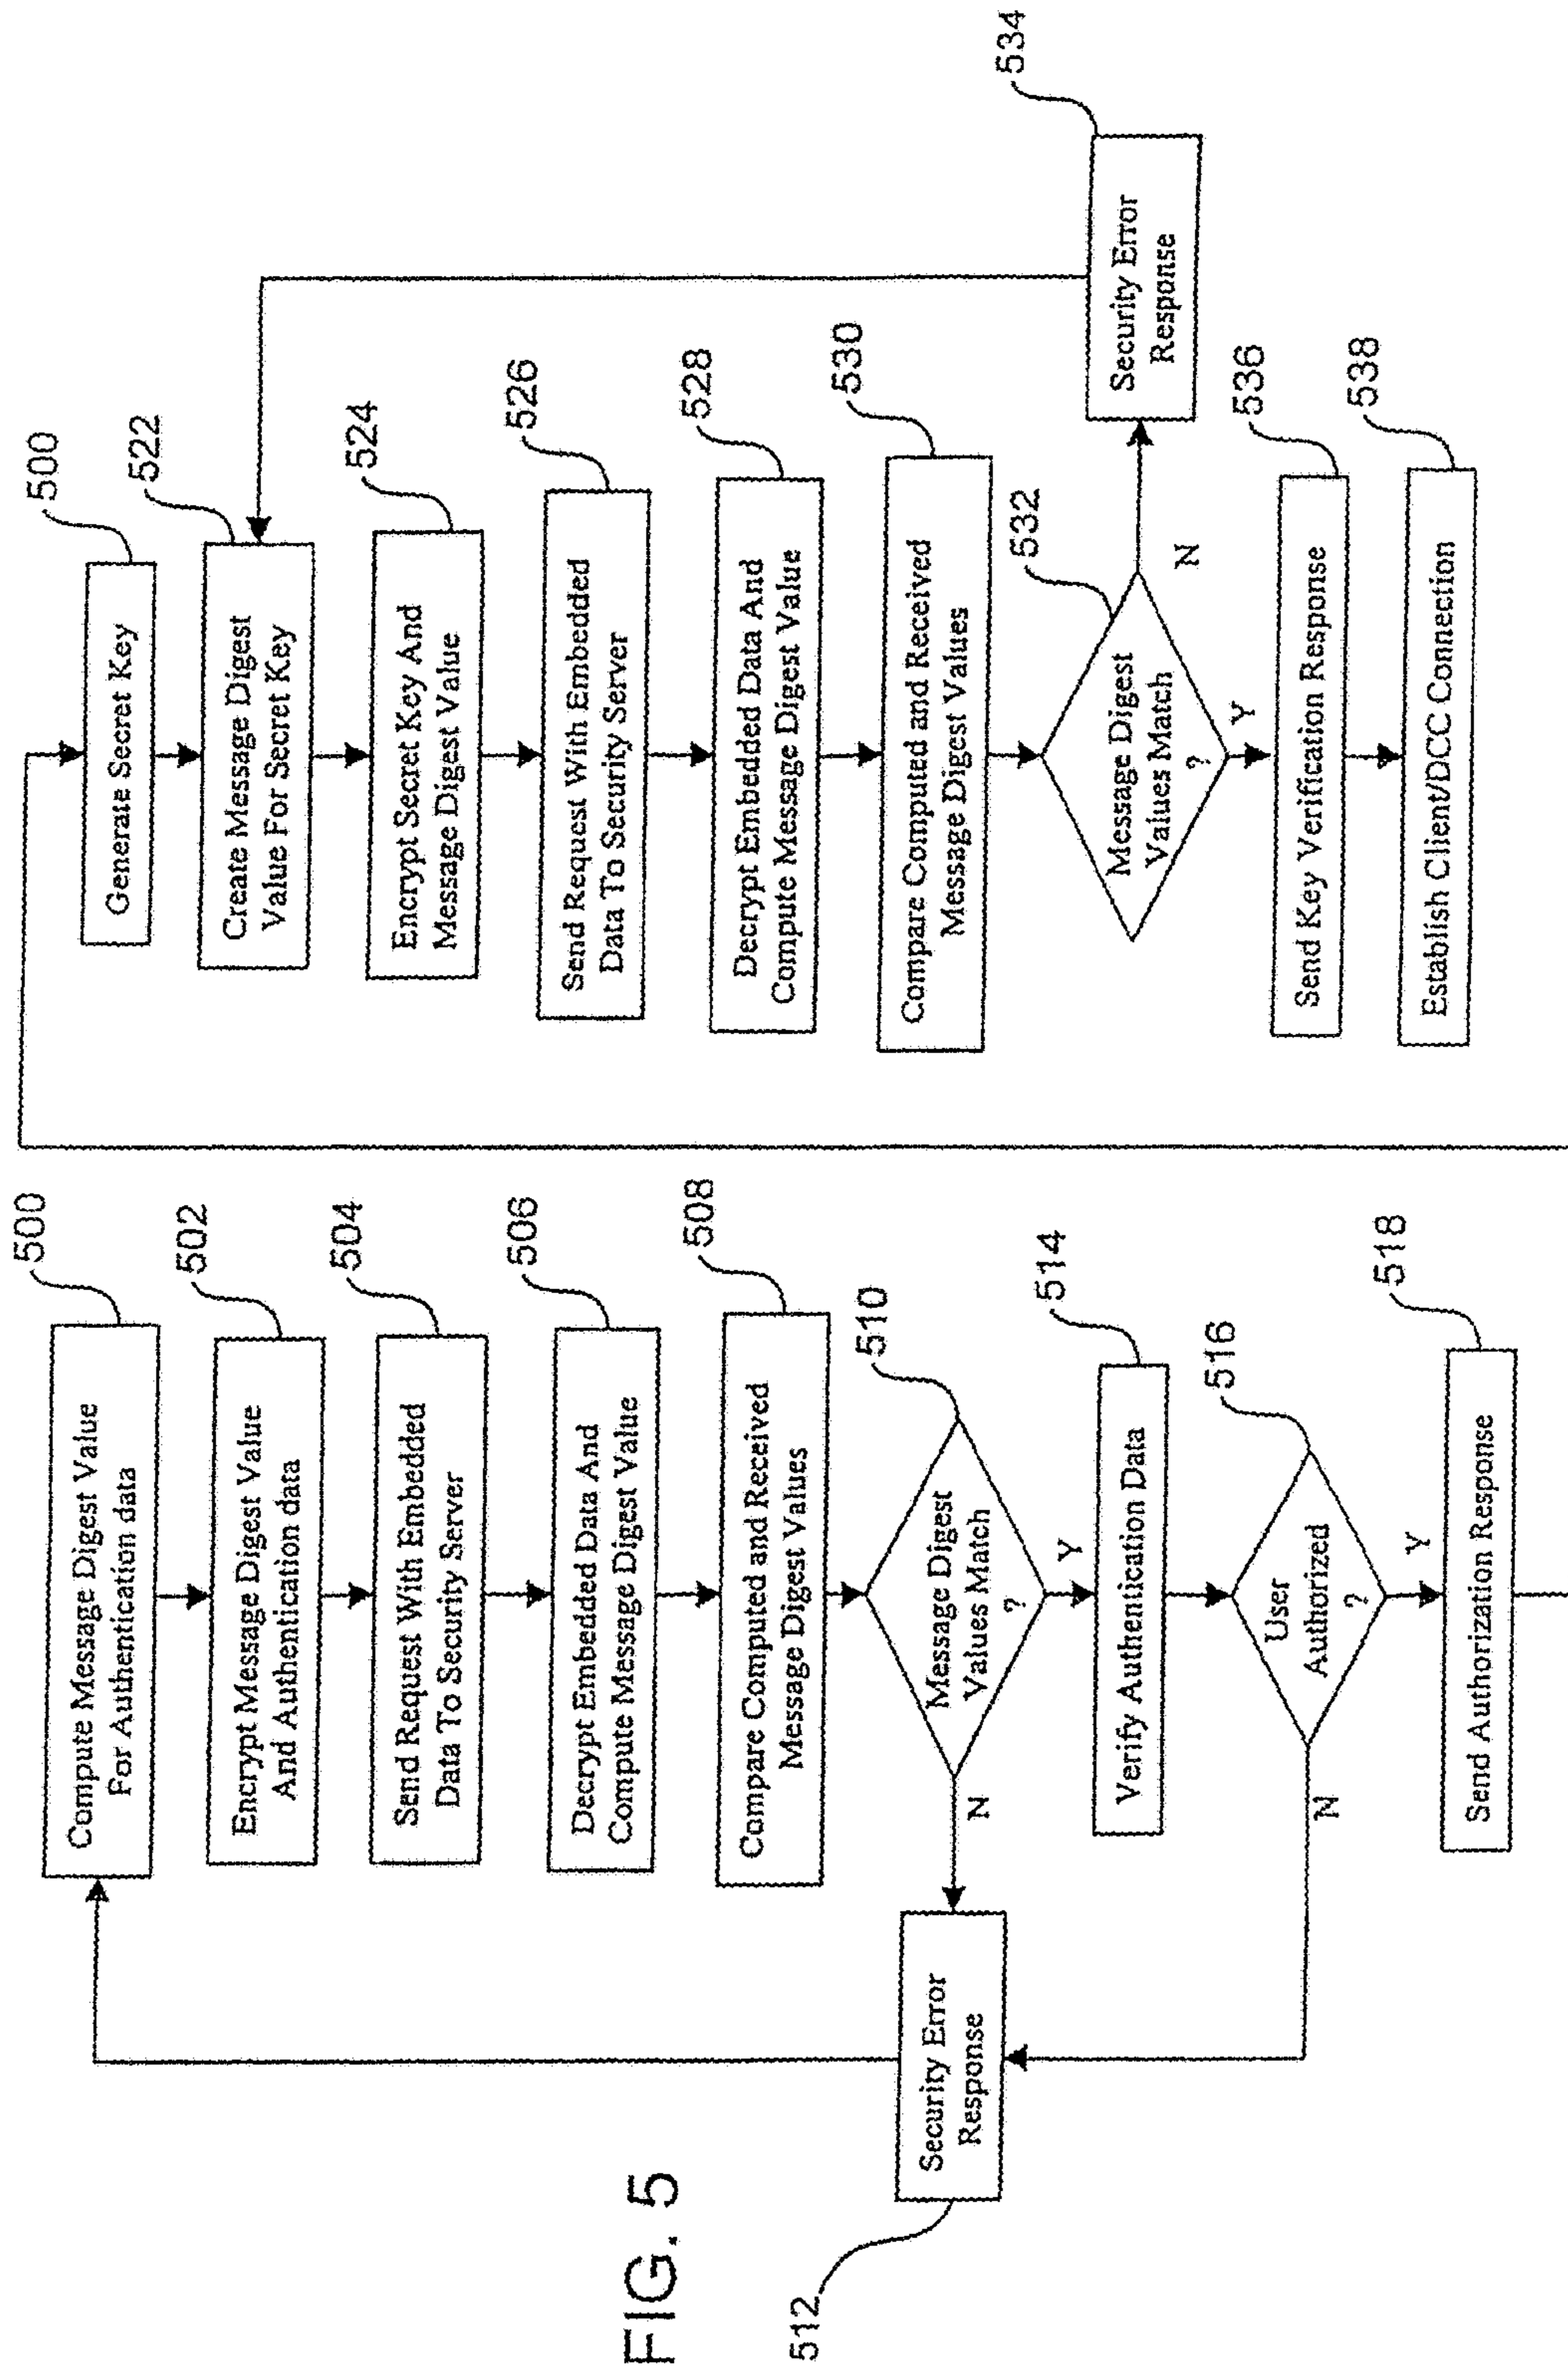 FIG. 5
500
Compute Message Digest Value
For Authentication data
502
Encrypt Message Digest Value
And Authentication data
504
Send Request With Embedded
Data To Security Server
506
Decrypt Embedded Data And
Compute Message Digest Value
508
Compare Computed and Received
Message Digest Values
510
Message Digest
Values Match
?
N
Y
512
Security Error
Response
514
Verify Authentication Data
516
User
Authorized
?
N
Y
518
Send Authorization Response
500
Generate Secret Key
522
Create Message Digest
Value For Secret Key
524
Encrypt Secret Key And
Message Digest Value
526
Send Request With Embedded
Data To Security Server
528
Decrypt Embedded Data And
Compute Message Digest Value
530
Compare Computed and Received
Message Digest Values
532
Message Digest
Values Match
?
N
Y
534
Security Error
Response
536
Send Key Verification Response
538
Establish Client/DCC Connection